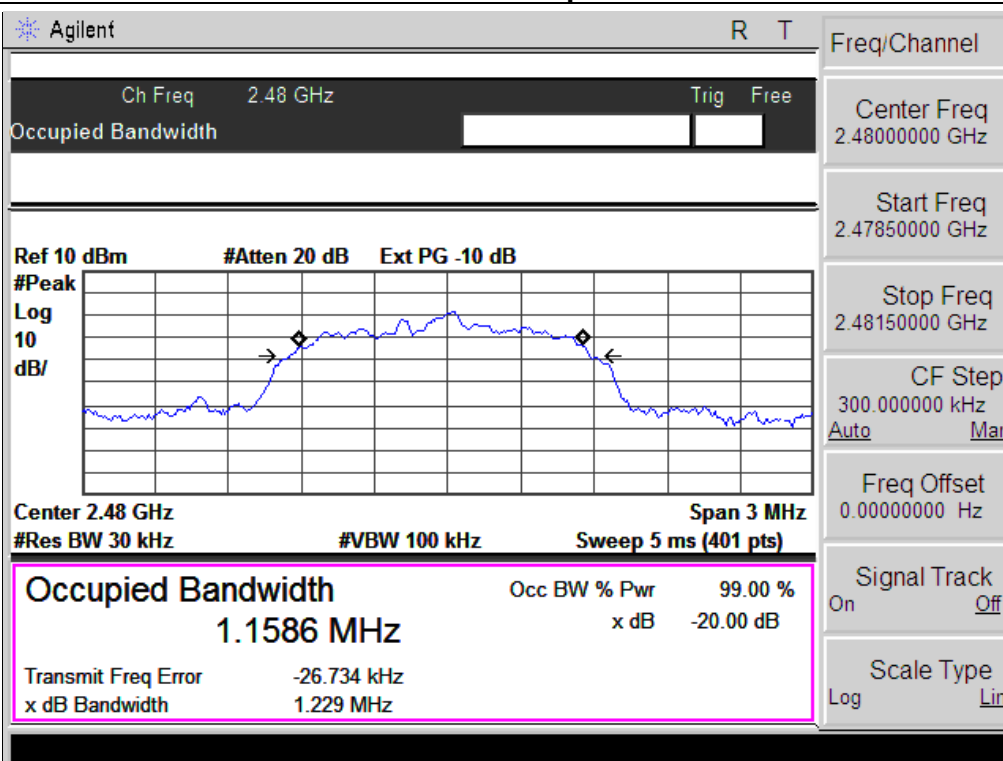 Agilent R T
Ch Freq 2.48 GHz Trig Free
Occupied Bandwidth
Ref 10 dBm #Atten 20 dB Ext PG -10 dB
#Peak
Log
10
dB/
Center 2.48 GHz Span 3 MHz
#Res BW 30 kHz #VBW 100 kHz Sweep 5 ms (401 pts)
Occupied Bandwidth Occ BW % Pwr 99.00 %
1.1586 MHz x dB -20.00 dB
Transmit Freq Error -26.734 kHz
x dB Bandwidth 1.229 MHz
Freq/Channel
Center Freq
2.48000000 GHz
Start Freq
2.47850000 GHz
Stop Freq
2.48150000 GHz
CF Step
300.000000 kHz
Auto Man
Freq Offset
0.00000000 Hz
Signal Track
On Off
Scale Type
Log Lin